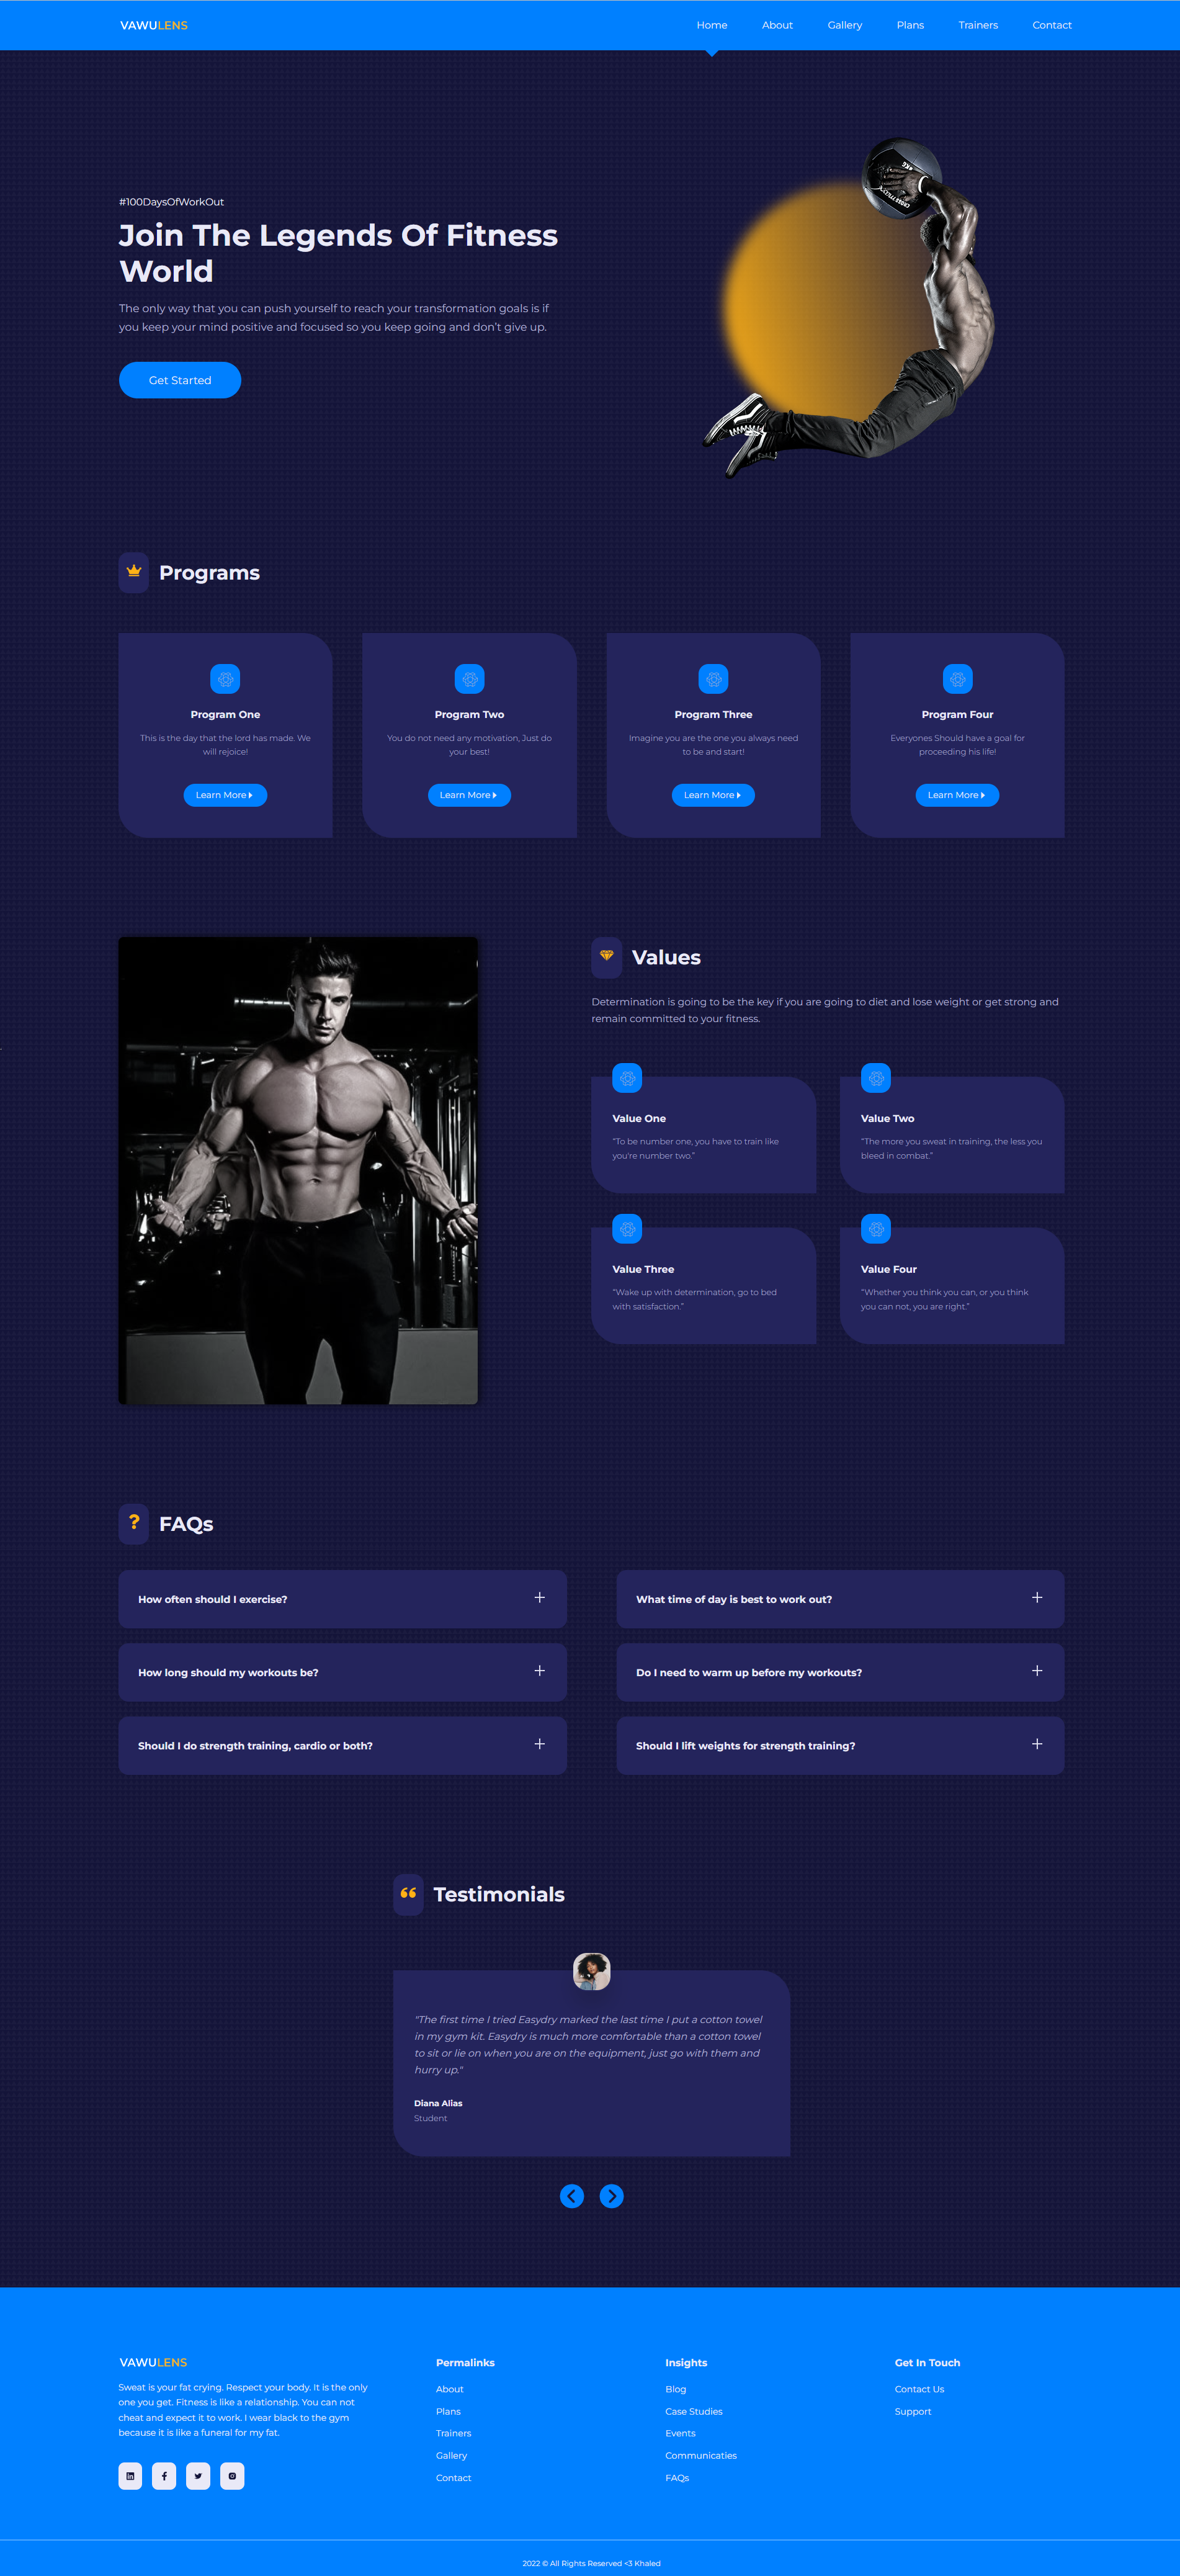 VAWULENS
Home
About
Gallery
Plans
Trainers
Contact
#100DaysOfWorkOut
Join The Legends Of Fitness
World
The only way that you can push yourself to reach your transformation goals is if
you keep your mind positive and focused so you keep going and don't give up.
Get Started
Programs
Program One
This is the day that the lord has made. We
will rejoice!
Learn More
Program Two
You do not need any motivation, Just do
your best!
Learn More
Program Three
Imagine you are the one you always need
to be and start!
Learn More
Program Four
Everyones Should have a goal for
proceeding his life!
Learn More
Values
Determination is going to be the key if you are going to diet and lose weight or get strong and
remain committed to your fitness.
Value One
"To be number one, you have to train like
you're number two."
Value Two
"The more you sweat in training, the less you
bleed in combat."
Value Three
"Wake up with determination, go to bed
with satisfaction."
Value Four
"Whether you think you can, or you think
you can not, you are right."
FAQs
How often should I exercise?
What time of day is best to work out?
How long should my workouts be?
Do I need to warm up before my workouts?
Should I do strength training, cardio or both?
Should I lift weights for strength training?
Testimonials
"The first time I tried Easydry marked the last time I put a cotton towel
in my gym kit. Easydry is much more comfortable than a cotton towel
to sit or lie on when you are on the equipment, just go with them and
hurry up."
Diana Alias
Student
VAWULENS
Sweat is your fat crying. Respect your body. It is the only
one you get. Fitness is like a relationship. You can not
cheat and expect it to work. I wear black to the gym
because it is like a funeral for my fat.
Permalinks
About
Plans
Trainers
Gallery
Contact
Insights
Blog
Case Studies
Events
Communicaties
FAQs
Get In Touch
Contact Us
Support
2022 © All Rights Reserved <3 Khaled